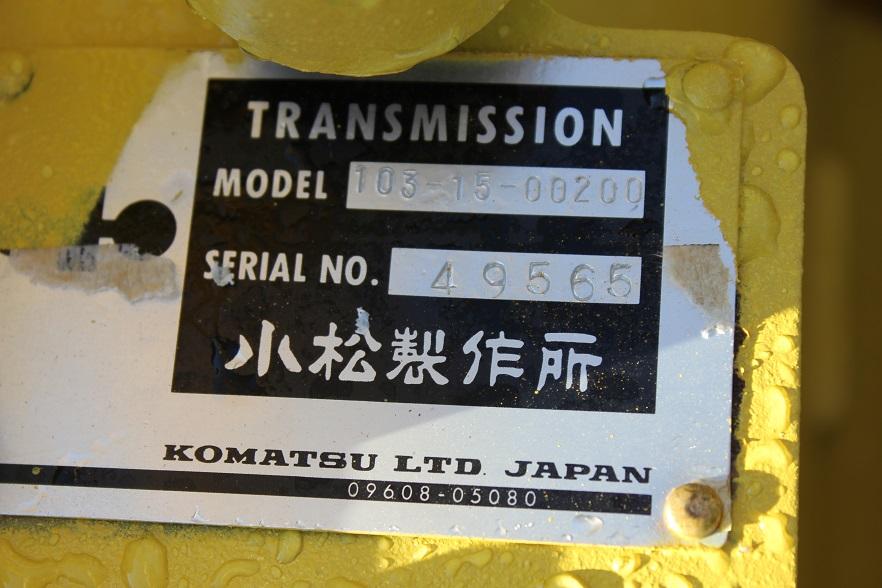 TRANSMISSION
MODEL 103-15-00200
SERIAL NO. 49565
小松製作所
KOMATSU LTD. JAPAN
09608-05080